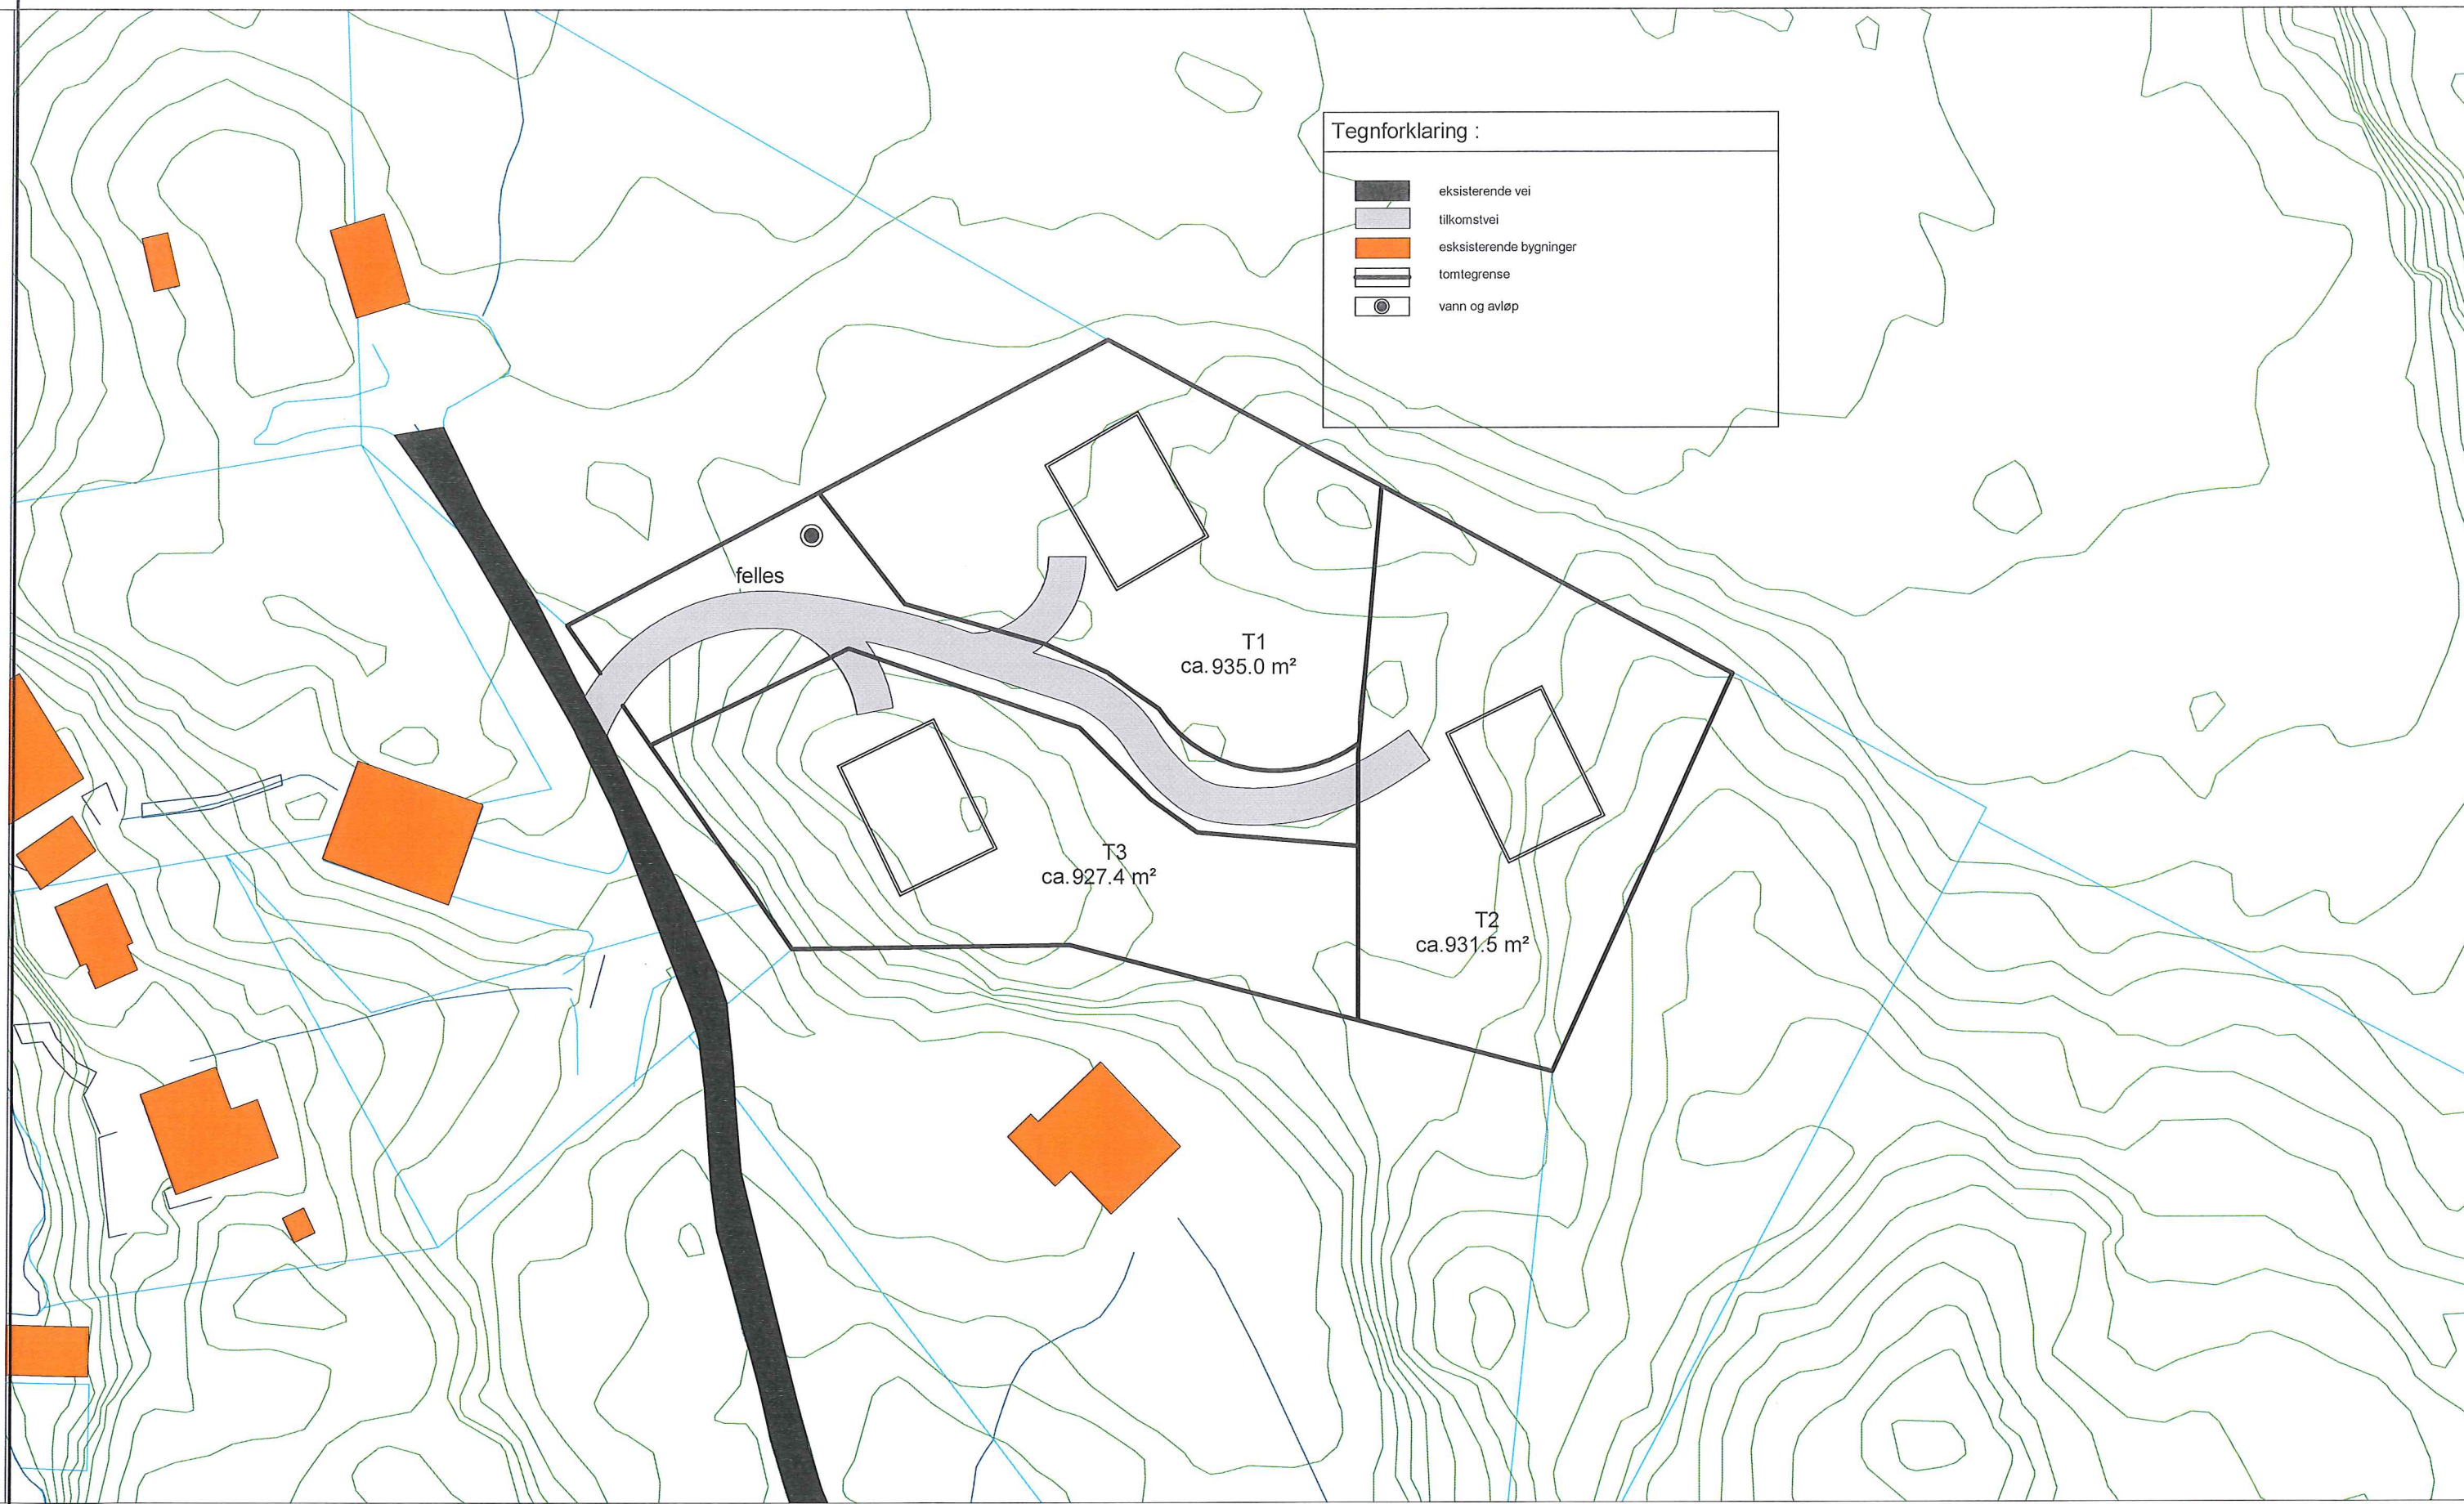 Tegnforklaring :
eksisterende vei
tilkomstvei
esksisterende bygninger
tomtegrense
vann og avløp
felles
T1
ca.935.0 m²
T3
ca.927.4 m²
T2
ca.931.5 m²